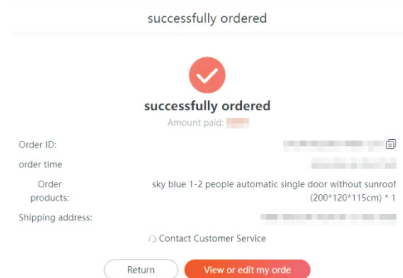 successfully ordered
successfully ordered
Amount paid:
Order ID:
order time
Order products: sky blue 1-2 people automatic single door without sunroof
(200*120*115cm) * 1
Shipping address:
Contact Customer Service
Return View or edit my orde